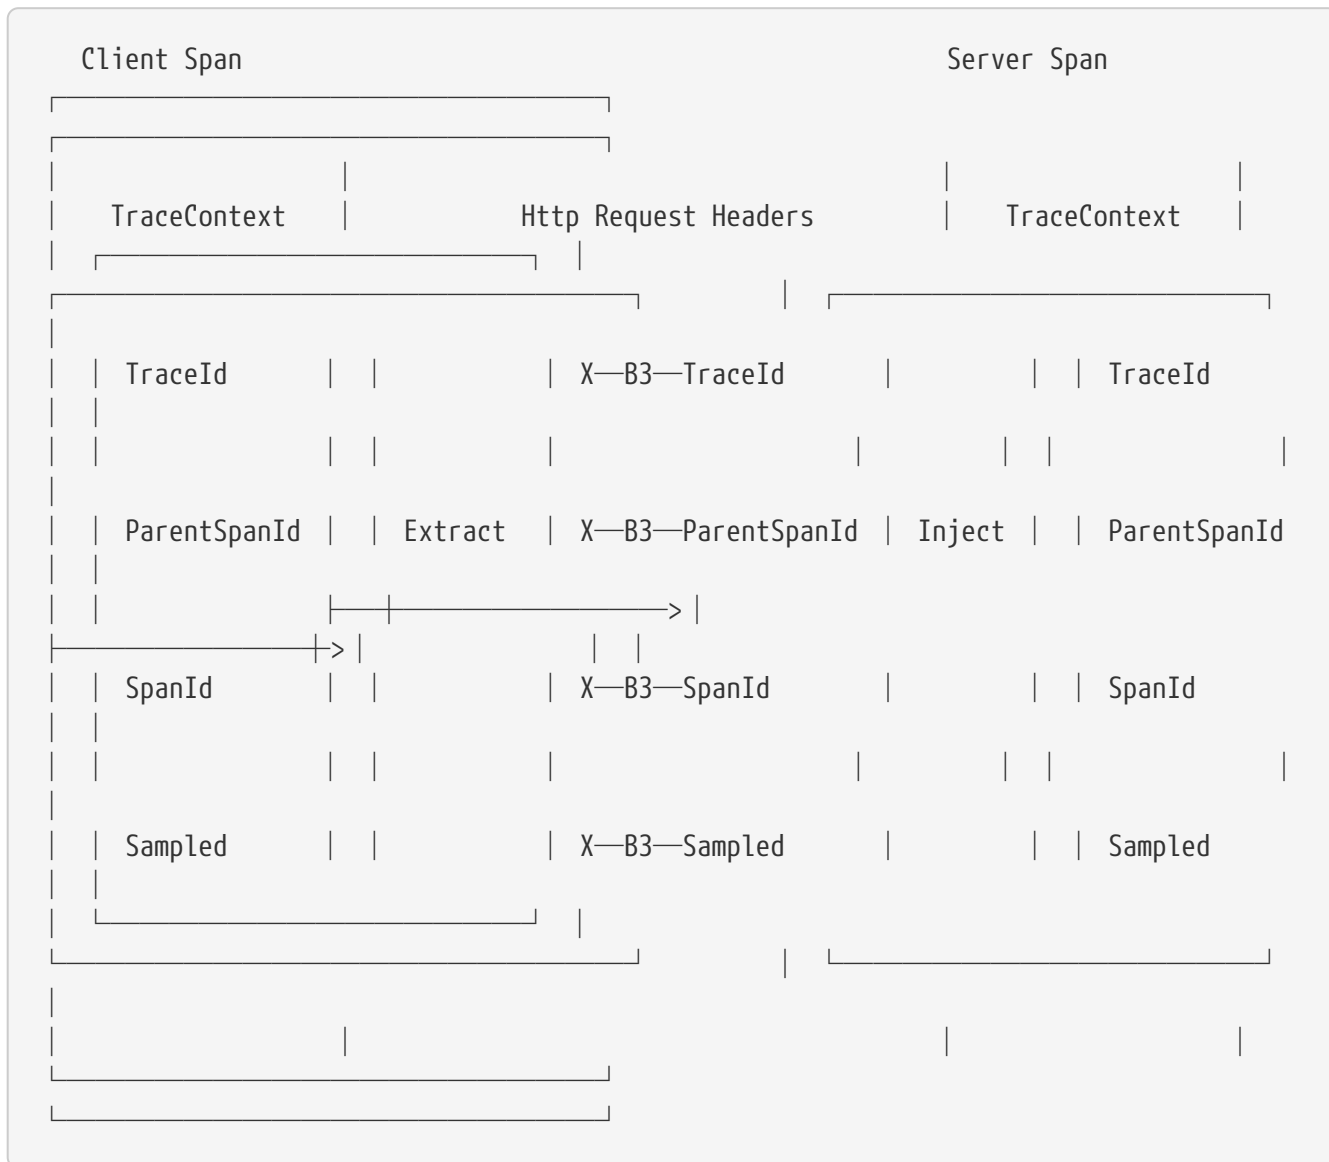 Client Span Server Span
TraceContext Http Request Headers TraceContext
TraceId X─B3─TraceId TraceId
ParentSpanId Extract X─B3─ParentSpanId Inject ParentSpanId
SpanId X─B3─SpanId SpanId
Sampled X─B3─Sampled Sampled